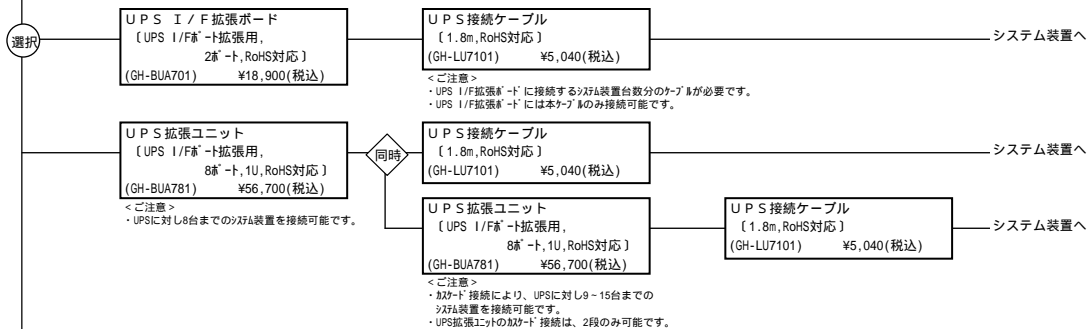 選択
ＵＰＳ Ｉ/Ｆ拡張ボード
〔UPS I/Fﾎﾟｰﾄ拡張用,
2ﾎﾟｰﾄ,RoHS対応〕
(GH-BUA701) ¥18,900(税込)
ＵＰＳ接続ケーブル
〔1.8m,RoHS対応〕
(GH-LU7101) ¥5,040(税込)
システム装置へ
<ご注意>
・UPS I/F拡張ﾎﾞｰﾄﾞに接続するｼｽﾃﾑ装置台数分のｹｰﾌﾞﾙが必要です。
・UPS I/F拡張ﾎﾞｰﾄﾞには本ｹｰﾌﾞﾙのみ接続可能です。
ＵＰＳ拡張ユニット
〔UPS I/Fﾎﾟｰﾄ拡張用,
8ﾎﾟｰﾄ,1U,RoHS対応〕
(GH-BUA781) ¥56,700(税込)
<ご注意>
・UPSに対し8台までのｼｽﾃﾑ装置を接続可能です。
同時
ＵＰＳ接続ケーブル
〔1.8m,RoHS対応〕
(GH-LU7101) ¥5,040(税込)
システム装置へ
ＵＰＳ拡張ユニット
〔UPS I/Fﾎﾟｰﾄ拡張用,
8ﾎﾟｰﾄ,1U,RoHS対応〕
(GH-BUA781) ¥56,700(税込)
<ご注意>
・ｶｽｹｰﾄﾞ接続により、UPSに対し9～15台までの
ｼｽﾃﾑ装置を接続可能です。
・UPS拡張ﾕﾆｯﾄのｶｽｹｰﾄﾞ接続は、2段のみ可能です。
ＵＰＳ接続ケーブル
〔1.8m,RoHS対応〕
(GH-LU7101) ¥5,040(税込)
システム装置へ